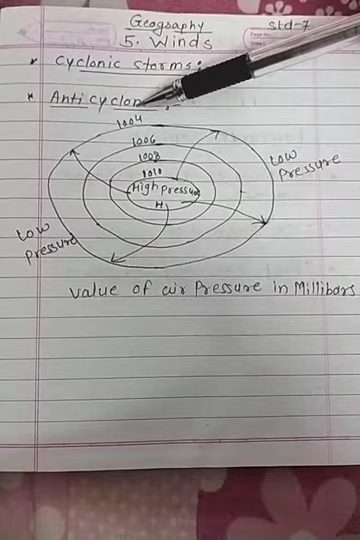 Geography std-7
5. Winds
* Cyclonic storms:
* Anticyclon
1004
1006
1008
1010
High pressure
H
Low
pressure
Low
pressure
value of air pressure in Millibars